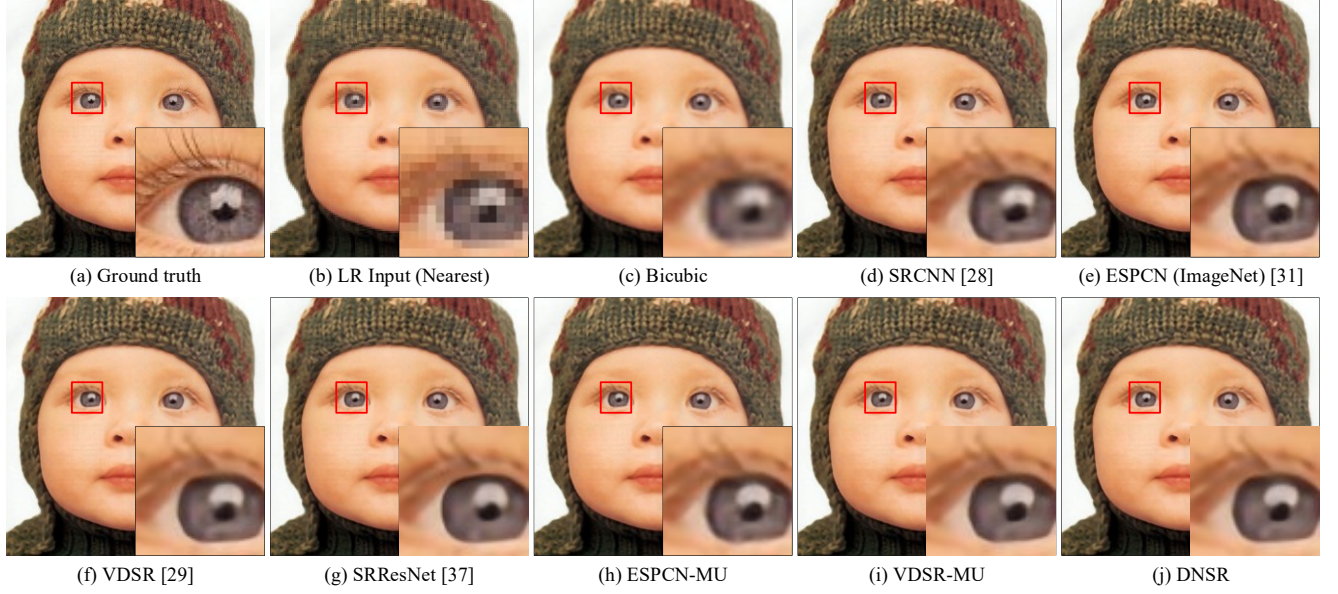 (a) Ground truth
(b) LR Input (Nearest)
(c) Bicubic
(d) SRCNN [28]
(e) ESPCN (ImageNet) [31]
(f) VDSR [29]
(g) SRResNet [37]
(h) ESPCN-MU
(i) VDSR-MU
(j) DNSR